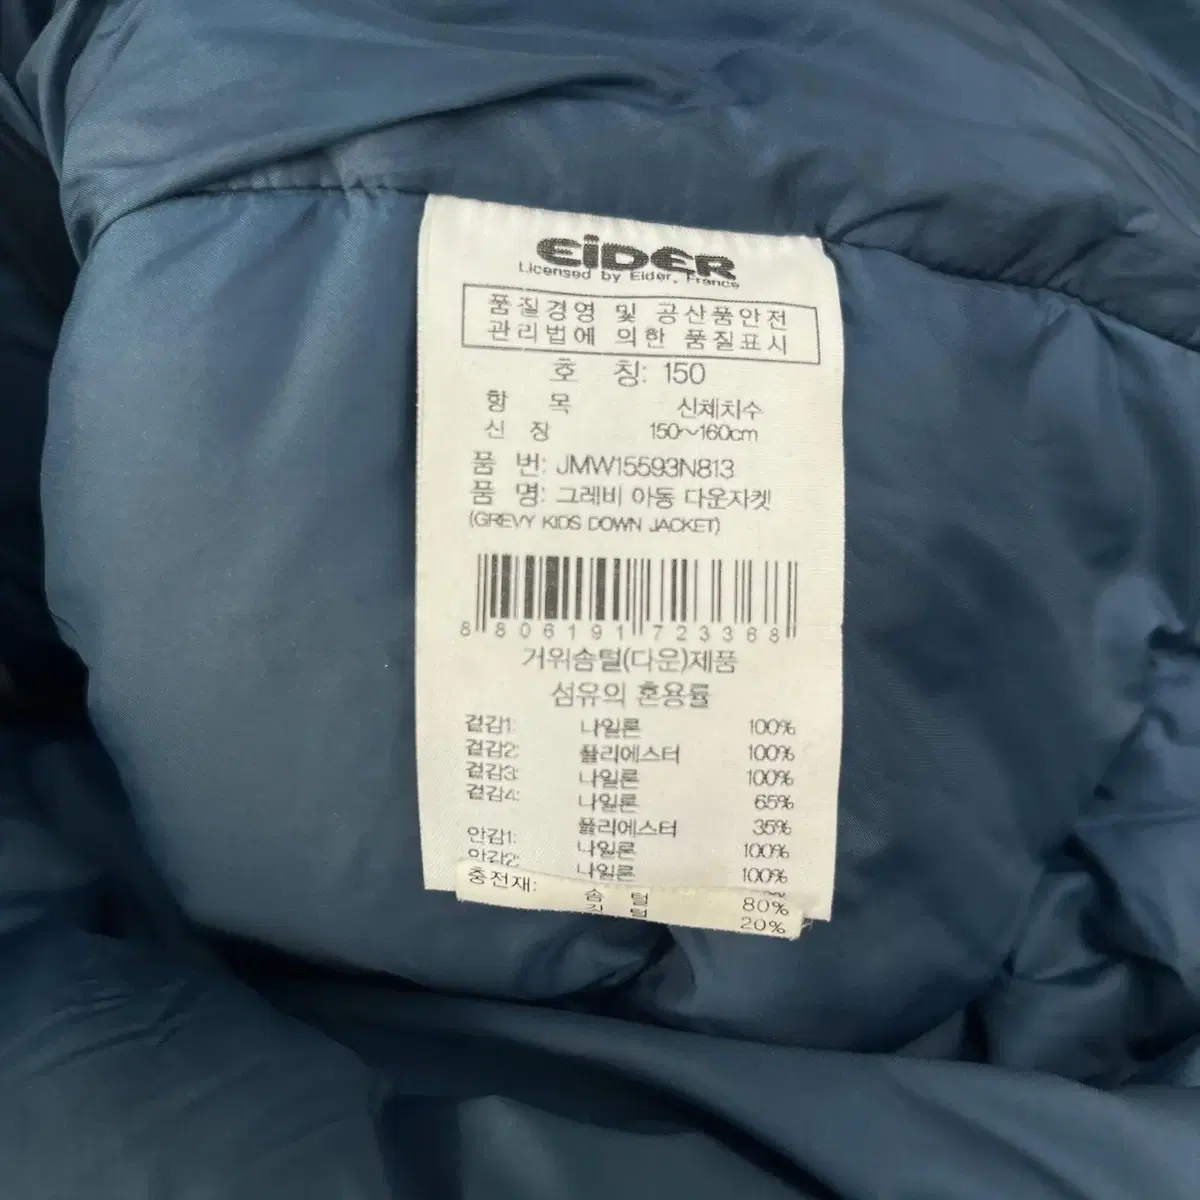 EiDER
Licensed by Eider, France
품질경영 및 공산품안전
관리법에 의한 품질표시
호 칭: 150
항 목 신체치수
신 장 150~160cm
품 번: JMW15593N813
품 명: 그레비 아동 다운자켓
(GREVY KIDS DOWN JACKET)
8 806191 723368
거위솜털(다운)제품
섬유의 혼용률
겉감1: 나일론 100%
겉감2: 폴리에스터 100%
겉감3: 나일론 100%
겉감4: 나일론 65%
폴리에스터 35%
안감1: 나일론 100%
안감2: 나일론 100%
충전재: 솜 털 80%
깃 털 20%